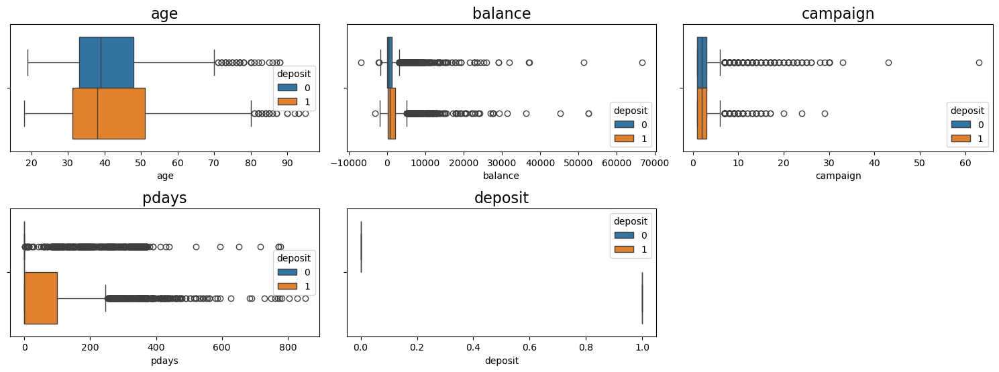 age
deposit
0
1
20 30 40 50 60 70 80 90
age
balance
deposit
0
1
−10000 0 10000 20000 30000 40000 50000 60000 70000
balance
campaign
deposit
0
1
0 10 20 30 40 50 60
campaign
pdays
deposit
0
1
0 200 400 600 800
pdays
deposit
deposit
0
1
0.0 0.2 0.4 0.6 0.8 1.0
deposit